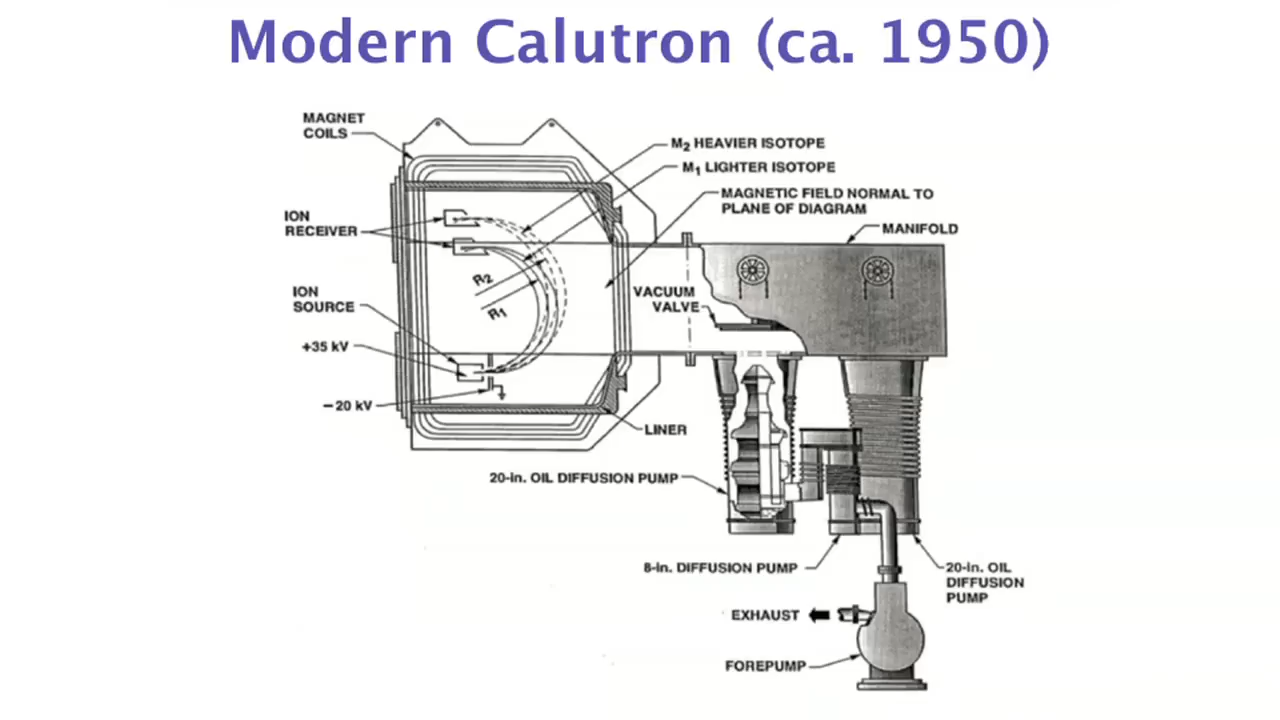 Modern Calutron (ca. 1950)
MAGNET
COILS
M₂ HEAVIER ISOTOPE
M₁ LIGHTER ISOTOPE
MAGNETIC FIELD NORMAL TO
PLANE OF DIAGRAM
ION
RECEIVER
MANIFOLD
R₂
R₁
ION
SOURCE
VACUUM
VALVE
+35 kV
−20 kV
LINER
20-in. OIL DIFFUSION PUMP
8-in. DIFFUSION PUMP
20-in. OIL
DIFFUSION
PUMP
EXHAUST
FOREPUMP